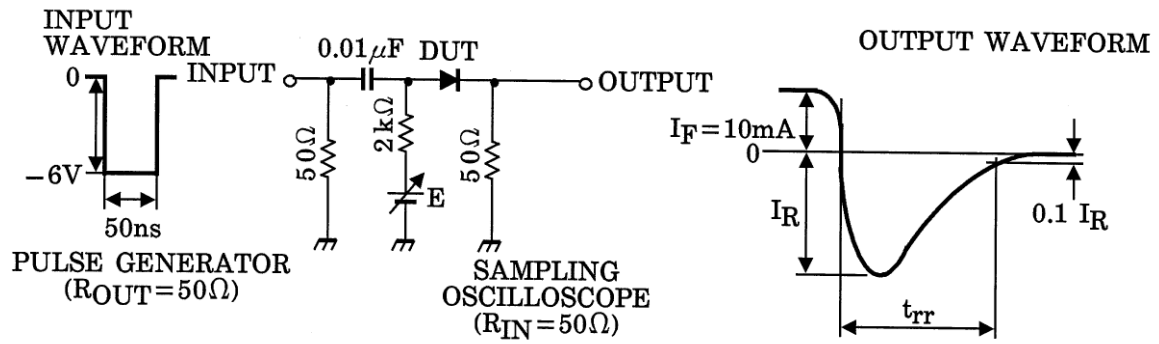 INPUT
WAVEFORM
0
−6V
50ns
PULSE GENERATOR
(ROUT=50Ω)
INPUT
0.01μF
DUT
OUTPUT
50Ω
2kΩ
E
50Ω
SAMPLING
OSCILLOSCOPE
(RIN=50Ω)
OUTPUT WAVEFORM
IF=10mA
0
IR
0.1 IR
trr